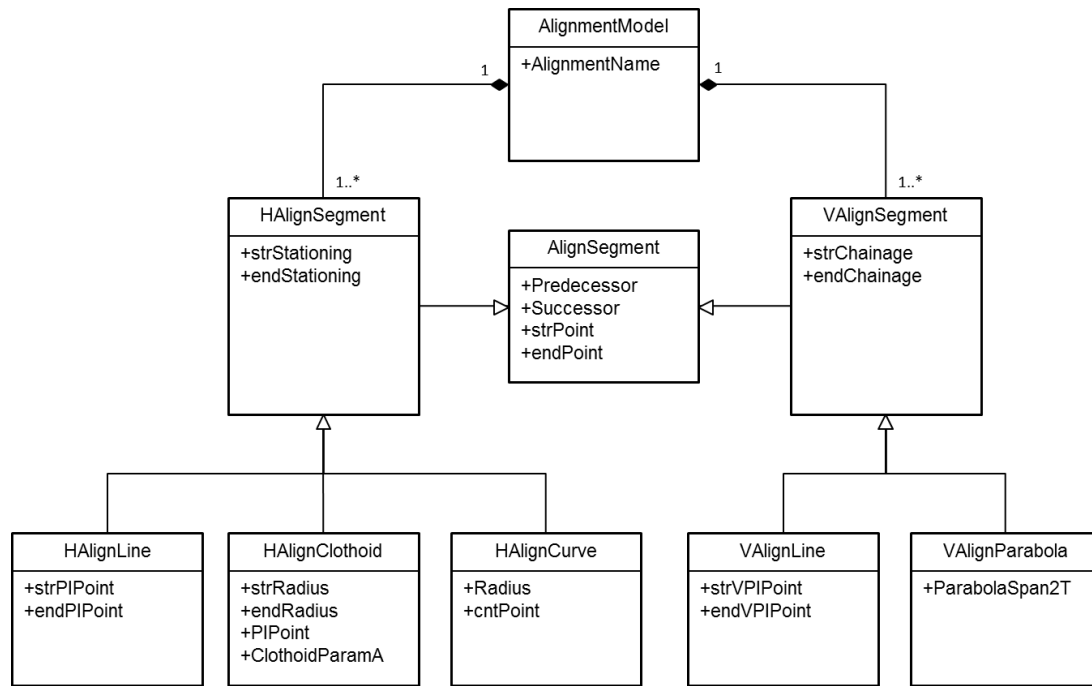 AlignmentModel
+AlignmentName
1
1
1..*
1..*
HAlignSegment
+strStationing
+endStationing
AlignSegment
+Predecessor
+Successor
+strPoint
+endPoint
VAlignSegment
+strChainage
+endChainage
HAlignLine
+strPIPoint
+endPIPoint
HAlignClothoid
+strRadius
+endRadius
+PIPoint
+ClothoidParamA
HAlignCurve
+Radius
+cntPoint
VAlignLine
+strVPIPoint
+endVPIPoint
VAlignParabola
+ParabolaSpan2T